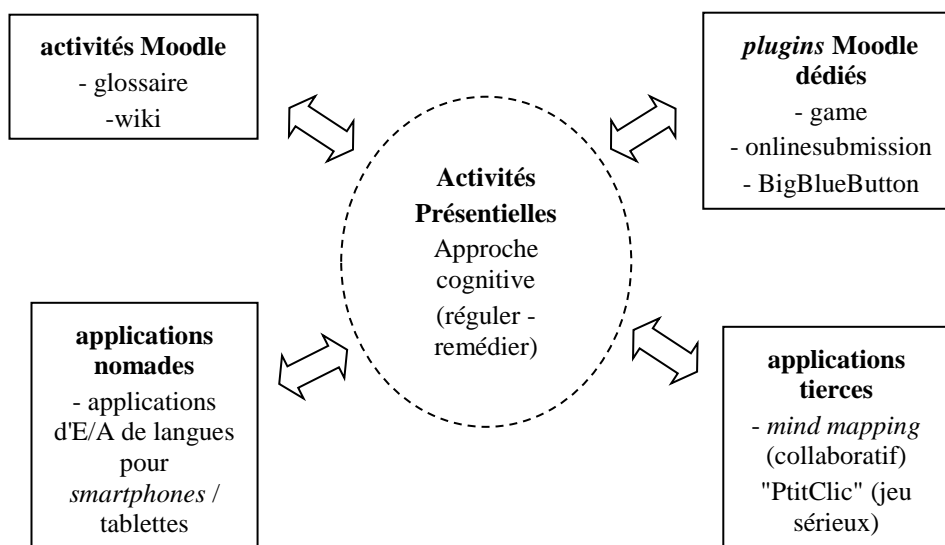 activités Moodle
- glossaire
-wiki
plugins Moodle
dédiés
- game
- onlinesubmission
- BigBlueButton
Activités
Présentielles
Approche
cognitive
(réguler -
remédier)
applications
nomades
- applications
d'E/A de langues
pour
smartphones /
tablettes
applications
tierces
- mind mapping
(collaboratif)
"PtitClic" (jeu
sérieux)